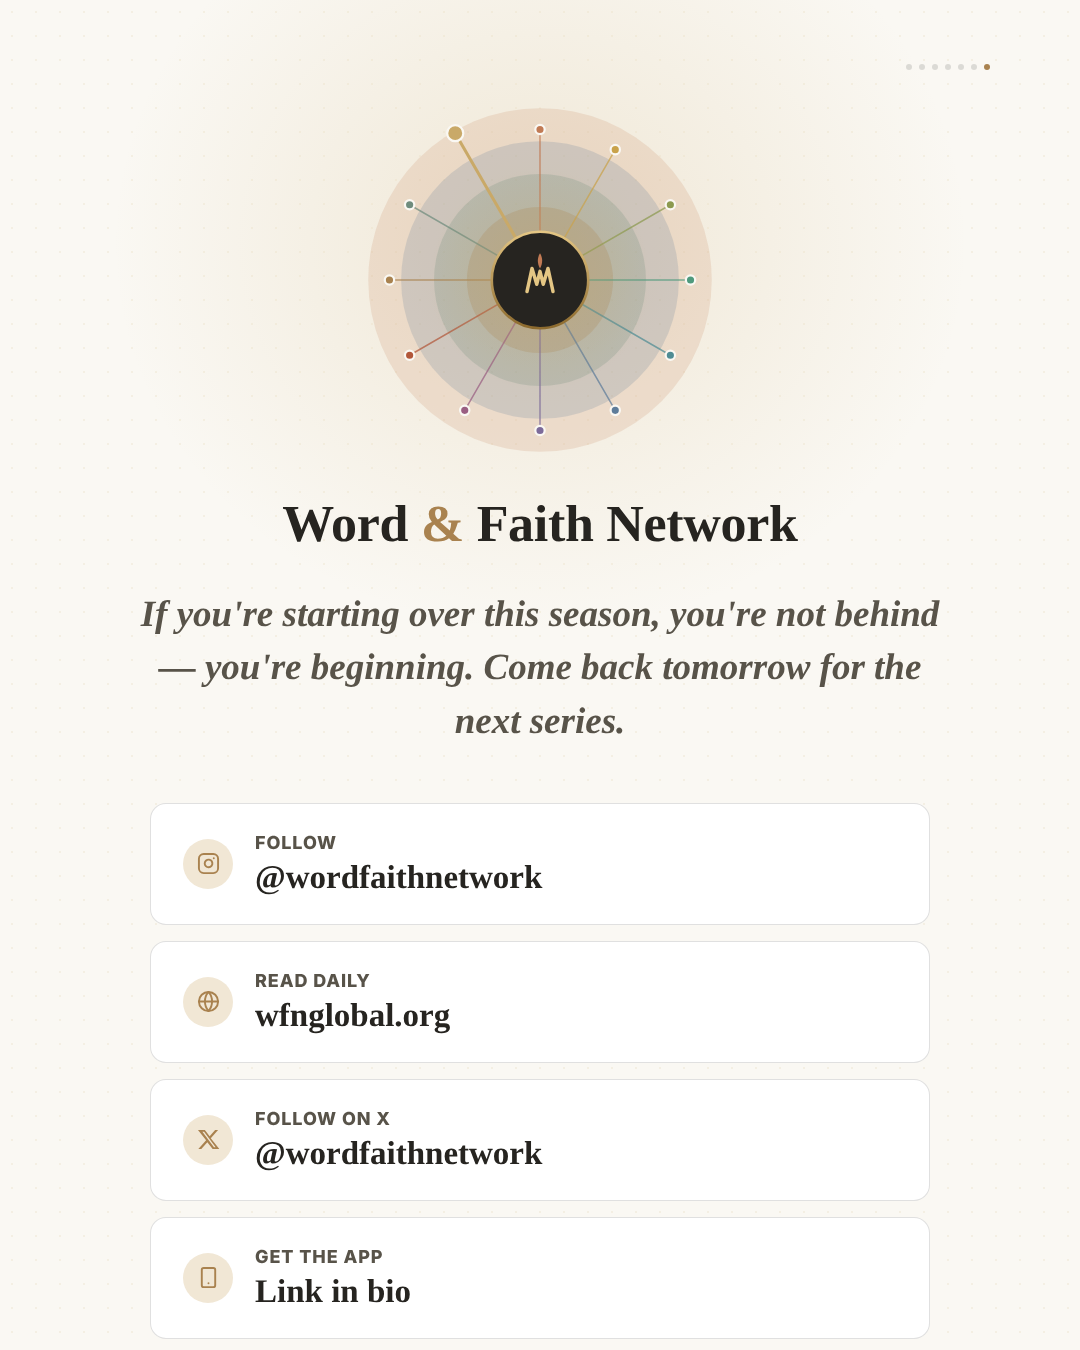 Word & Faith Network
If you're starting over this season, you're not behind
— you're beginning. Come back tomorrow for the
next series.
FOLLOW
@wordfaithnetwork
READ DAILY
wfnglobal.org
FOLLOW ON X
@wordfaithnetwork
GET THE APP
Link in bio